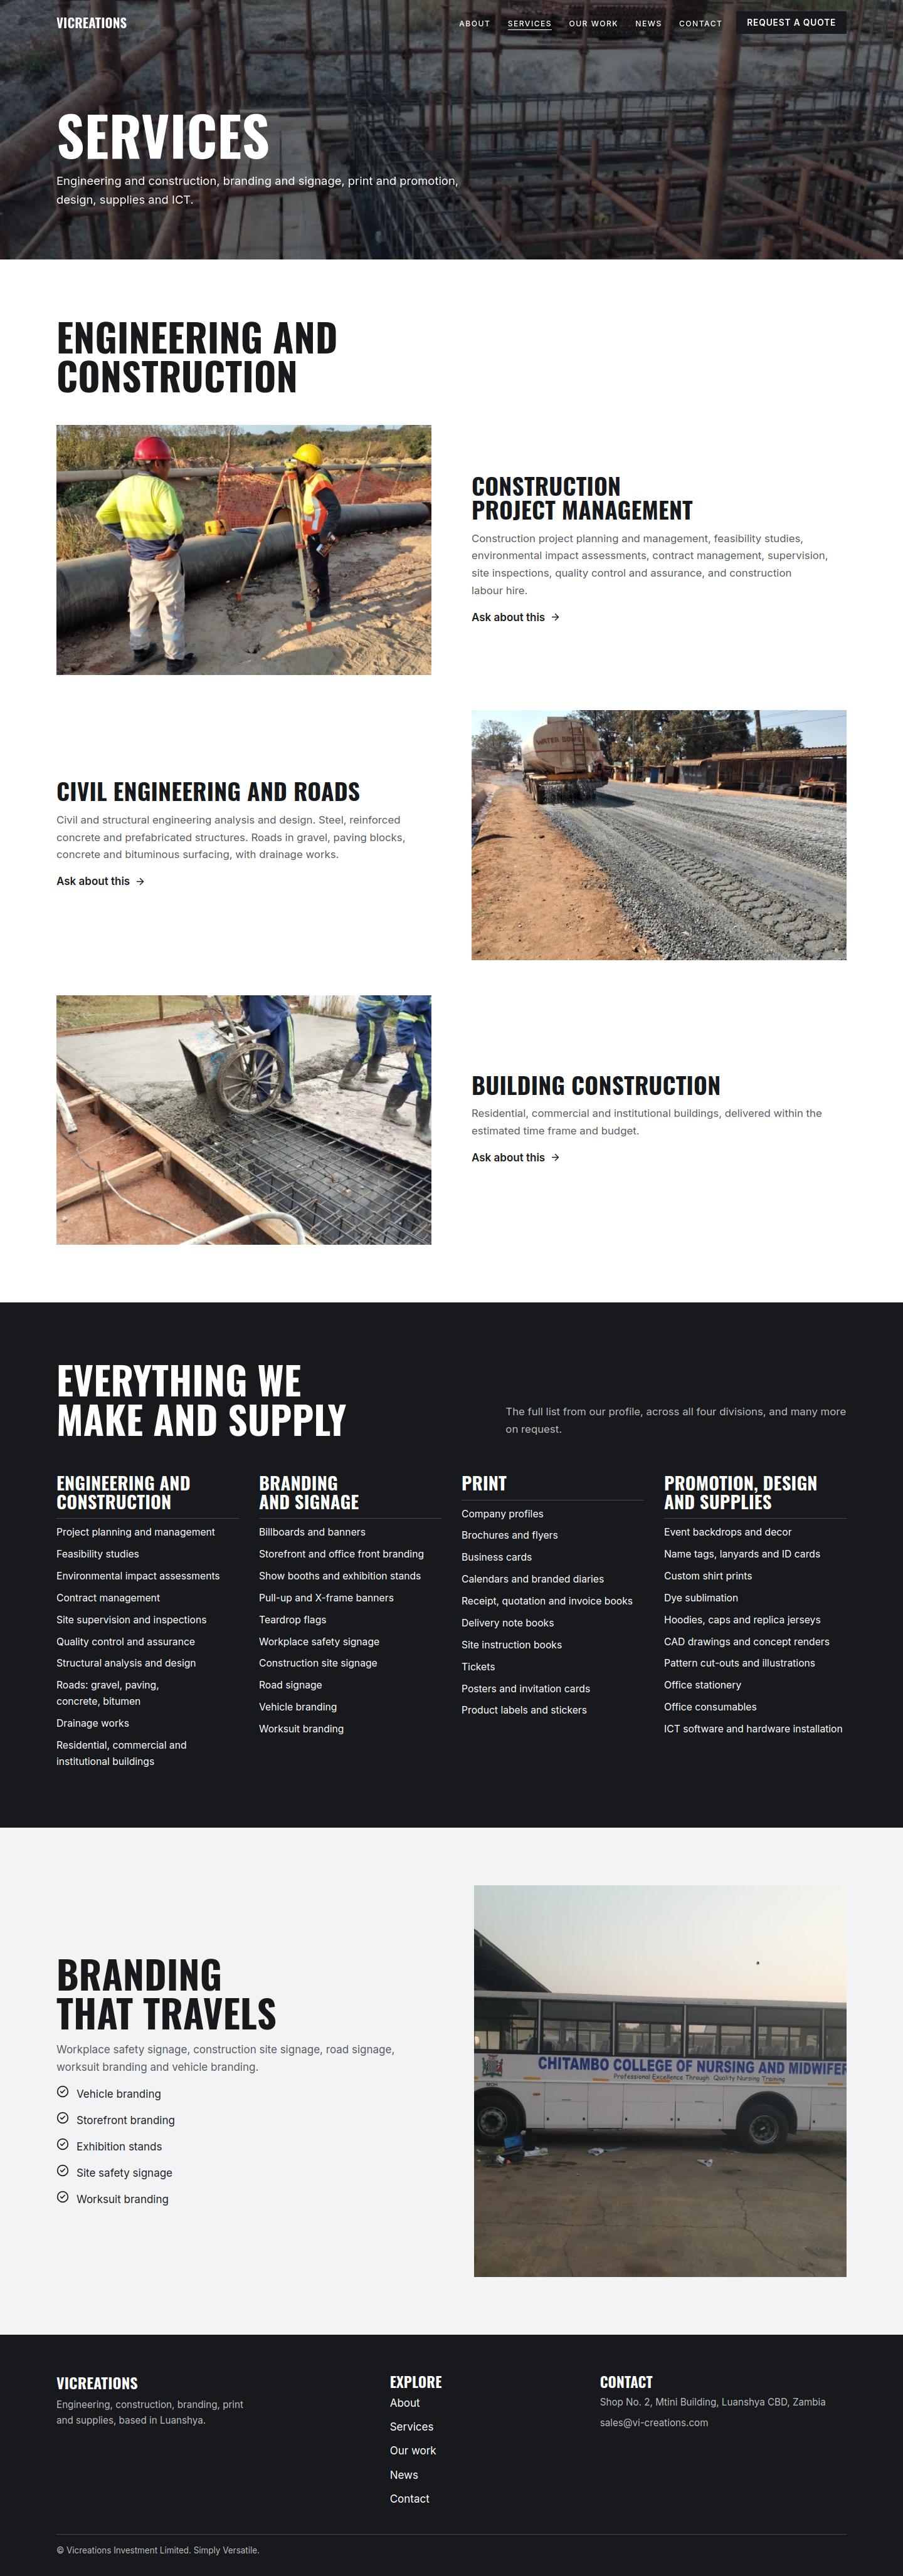 VICREATIONS
ABOUT SERVICES OUR WORK NEWS CONTACT REQUEST A QUOTE
SERVICES
Engineering and construction, branding and signage, print and promotion,
design, supplies and ICT.
ENGINEERING AND
CONSTRUCTION
CONSTRUCTION
PROJECT MANAGEMENT
Construction project planning and management, feasibility studies,
environmental impact assessments, contract management, supervision,
site inspections, quality control and assurance, and construction
labour hire.
Ask about this →
CIVIL ENGINEERING AND ROADS
Civil and structural engineering analysis and design. Steel, reinforced
concrete and prefabricated structures. Roads in gravel, paving blocks,
concrete and bituminous surfacing, with drainage works.
Ask about this →
WATER BOWSER
BUILDING CONSTRUCTION
Residential, commercial and institutional buildings, delivered within the
estimated time frame and budget.
Ask about this →
EVERYTHING WE
MAKE AND SUPPLY
The full list from our profile, across all four divisions, and many more
on request.
ENGINEERING AND
CONSTRUCTION
Project planning and management
Feasibility studies
Environmental impact assessments
Contract management
Site supervision and inspections
Quality control and assurance
Structural analysis and design
Roads: gravel, paving,
concrete, bitumen
Drainage works
Residential, commercial and
institutional buildings
BRANDING
AND SIGNAGE
Billboards and banners
Storefront and office front branding
Show booths and exhibition stands
Pull-up and X-frame banners
Teardrop flags
Workplace safety signage
Construction site signage
Road signage
Vehicle branding
Worksuit branding
PRINT
Company profiles
Brochures and flyers
Business cards
Calendars and branded diaries
Receipt, quotation and invoice books
Delivery note books
Site instruction books
Tickets
Posters and invitation cards
Product labels and stickers
PROMOTION, DESIGN
AND SUPPLIES
Event backdrops and decor
Name tags, lanyards and ID cards
Custom shirt prints
Dye sublimation
Hoodies, caps and replica jerseys
CAD drawings and concept renders
Pattern cut-outs and illustrations
Office stationery
Office consumables
ICT software and hardware installation
BRANDING
THAT TRAVELS
Workplace safety signage, construction site signage, road signage,
worksuit branding and vehicle branding.
Vehicle branding
Storefront branding
Exhibition stands
Site safety signage
Worksuit branding
CHITAMBO COLLEGE OF NURSING AND MIDWIFE
Professional Excellence Through Quality Nursing Training
VICREATIONS
Engineering, construction, branding, print
and supplies, based in Luanshya.
EXPLORE
About
Services
Our work
News
Contact
CONTACT
Shop No. 2, Mtini Building, Luanshya CBD, Zambia
sales@vi-creations.com
© Vicreations Investment Limited. Simply Versatile.